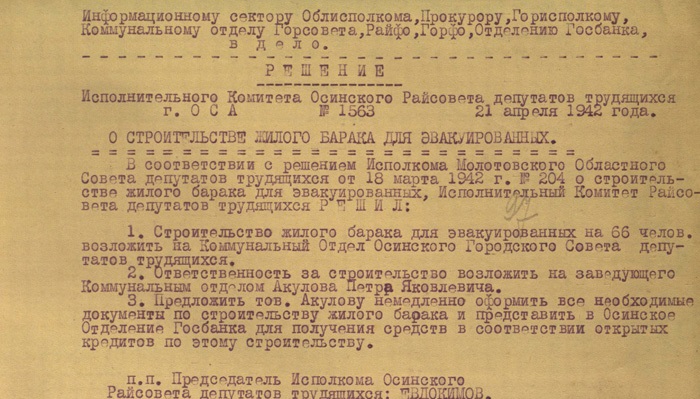 Информационному сектору Облисполкома,Прокурору,Горисполкому,
Коммунальному отделу Горсовета,Райфо,Горфо,Отделению Госбанка,
в дело.
РЕШЕНИЕ
Исполнительного Комитета Осинского Райсовета депутатов трудящихся
г. ОСА № 1563 21 апреля 1942 года.
О СТРОИТЕЛЬСТВЕ ЖИЛОГО БАРАКА ДЛЯ ЭВАКУИРОВАННЫХ.
В соответствии с решением Исполкома Молотовского Областного
Совета депутатов трудящихся от 18 марта 1942 г. № 204 о строитель-
стве жилого барака для эвакуированных, Исполнительный Комитет Райсо-
вета депутатов трудящихся РЕШИЛ:
1. Строительство жилого барака для эвакуированных на 66 челов.
возложить на Коммунальный Отдел Осинского Городского Совета депу-
татов трудящихся.
2. Ответственность за строительство возложить на заведующего
Коммунальным отделом Акулова Петра Яковлевича.
3. Предложить тов. Акулову немедленно оформить все необходимые
документы по строительству жилого барака и представить в Осинское
Отделение Госбанка для получения средств в соответствии открытых
кредитов по этому строительству.
п.п. Председатель Исполкома Осинского
Райсовета депутатов трудящихся: ЕВДОКИМОВ.